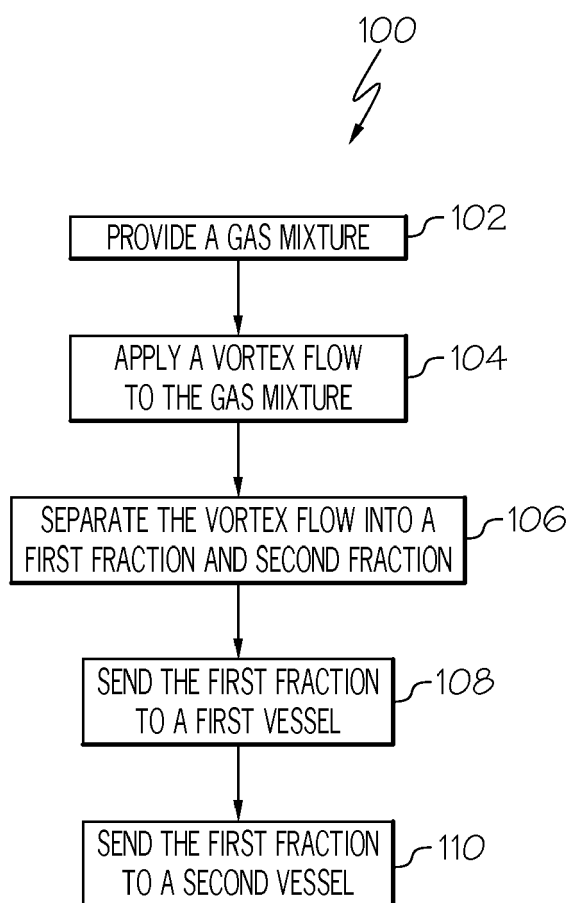 100
PROVIDE A GAS MIXTURE
102
APPLY A VORTEX FLOW
TO THE GAS MIXTURE
104
SEPARATE THE VORTEX FLOW INTO A
FIRST FRACTION AND SECOND FRACTION
106
SEND THE FIRST FRACTION
TO A FIRST VESSEL
108
SEND THE FIRST FRACTION
TO A SECOND VESSEL
110